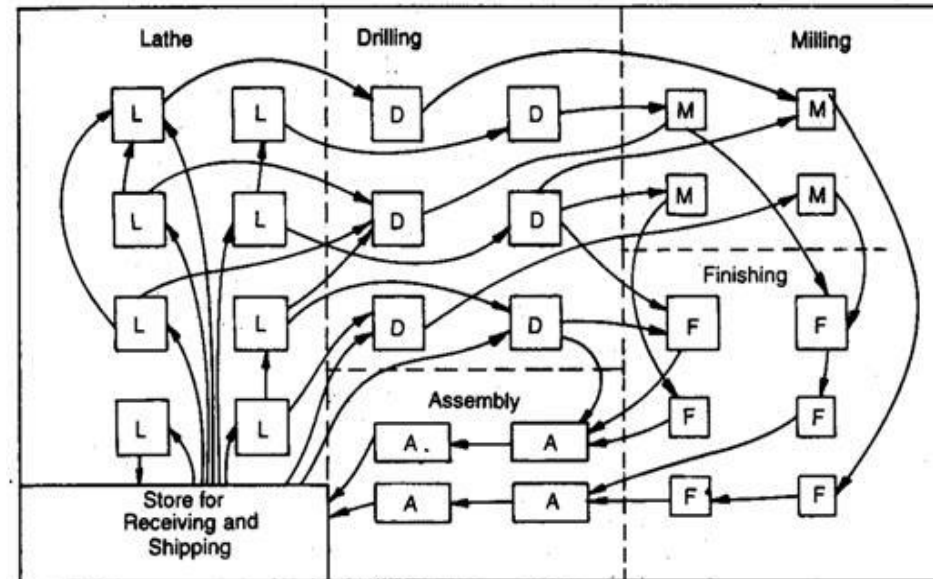 Lathe Drilling Milling
L L D D M M
L L D D M M
Finishing
L L D D F F
Assembly
L L A. A F F
A A F F
Store for
Receiving and
Shipping